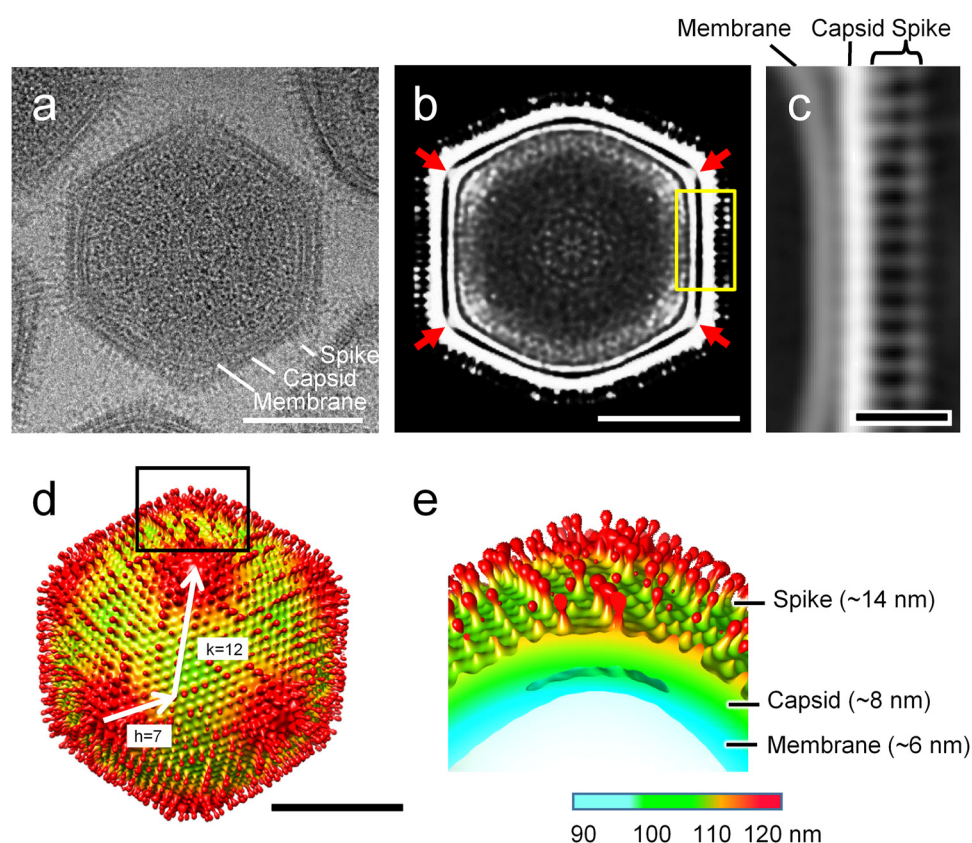 Membrane Capsid Spike
a
b
c
Spike
Capsid
Membrane
d
e
k=12
h=7
Spike (~14 nm)
Capsid (~8 nm)
Membrane (~6 nm)
90 100 110 120 nm